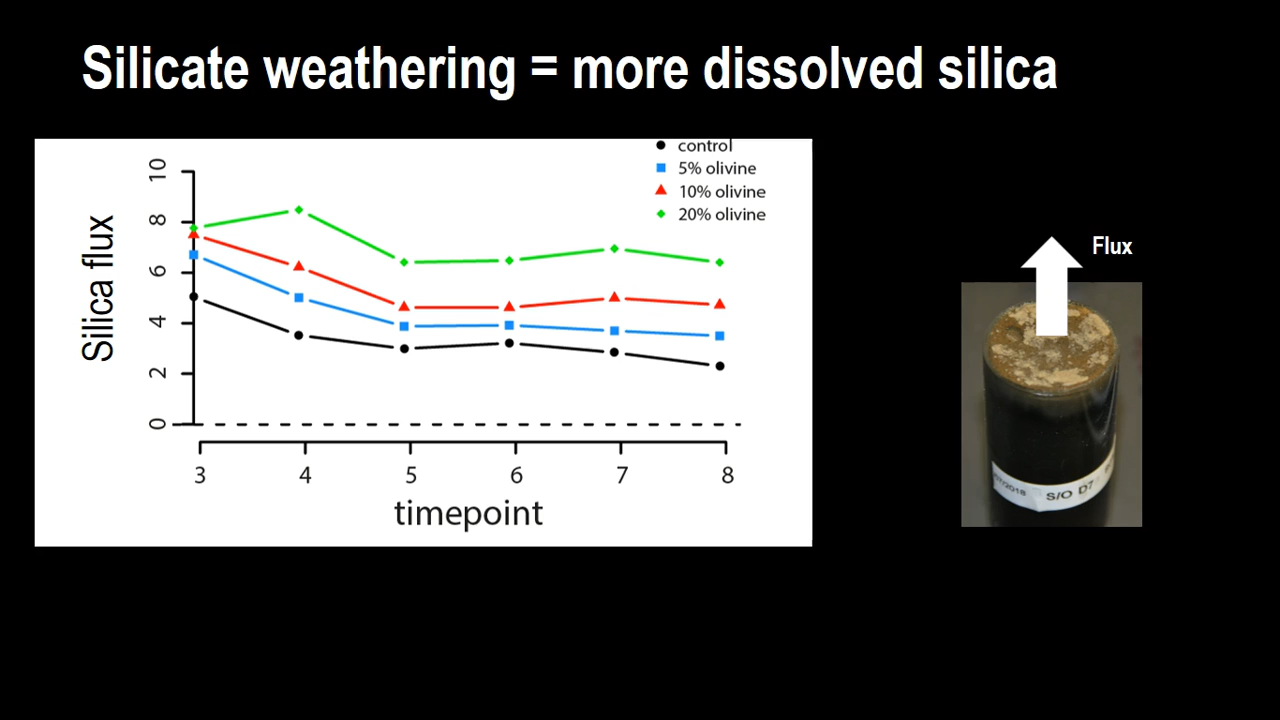 Silicate weathering = more dissolved silica
control
5% olivine
10% olivine
20% olivine
Silica flux
10
8
6
4
2
0
3 4 5 6 7 8
timepoint
Flux
2018 S/O D7